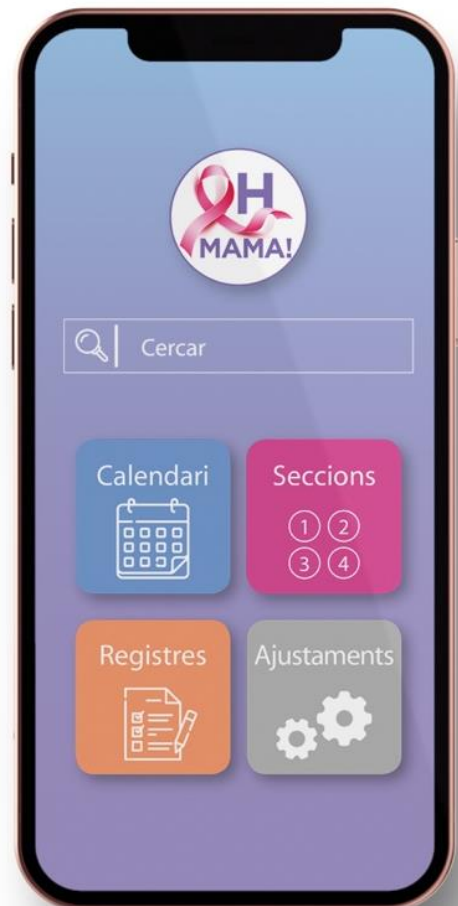 OH
MAMA!
Cercar
Calendari
Seccions
1 2
3 4
Registres
Ajustaments